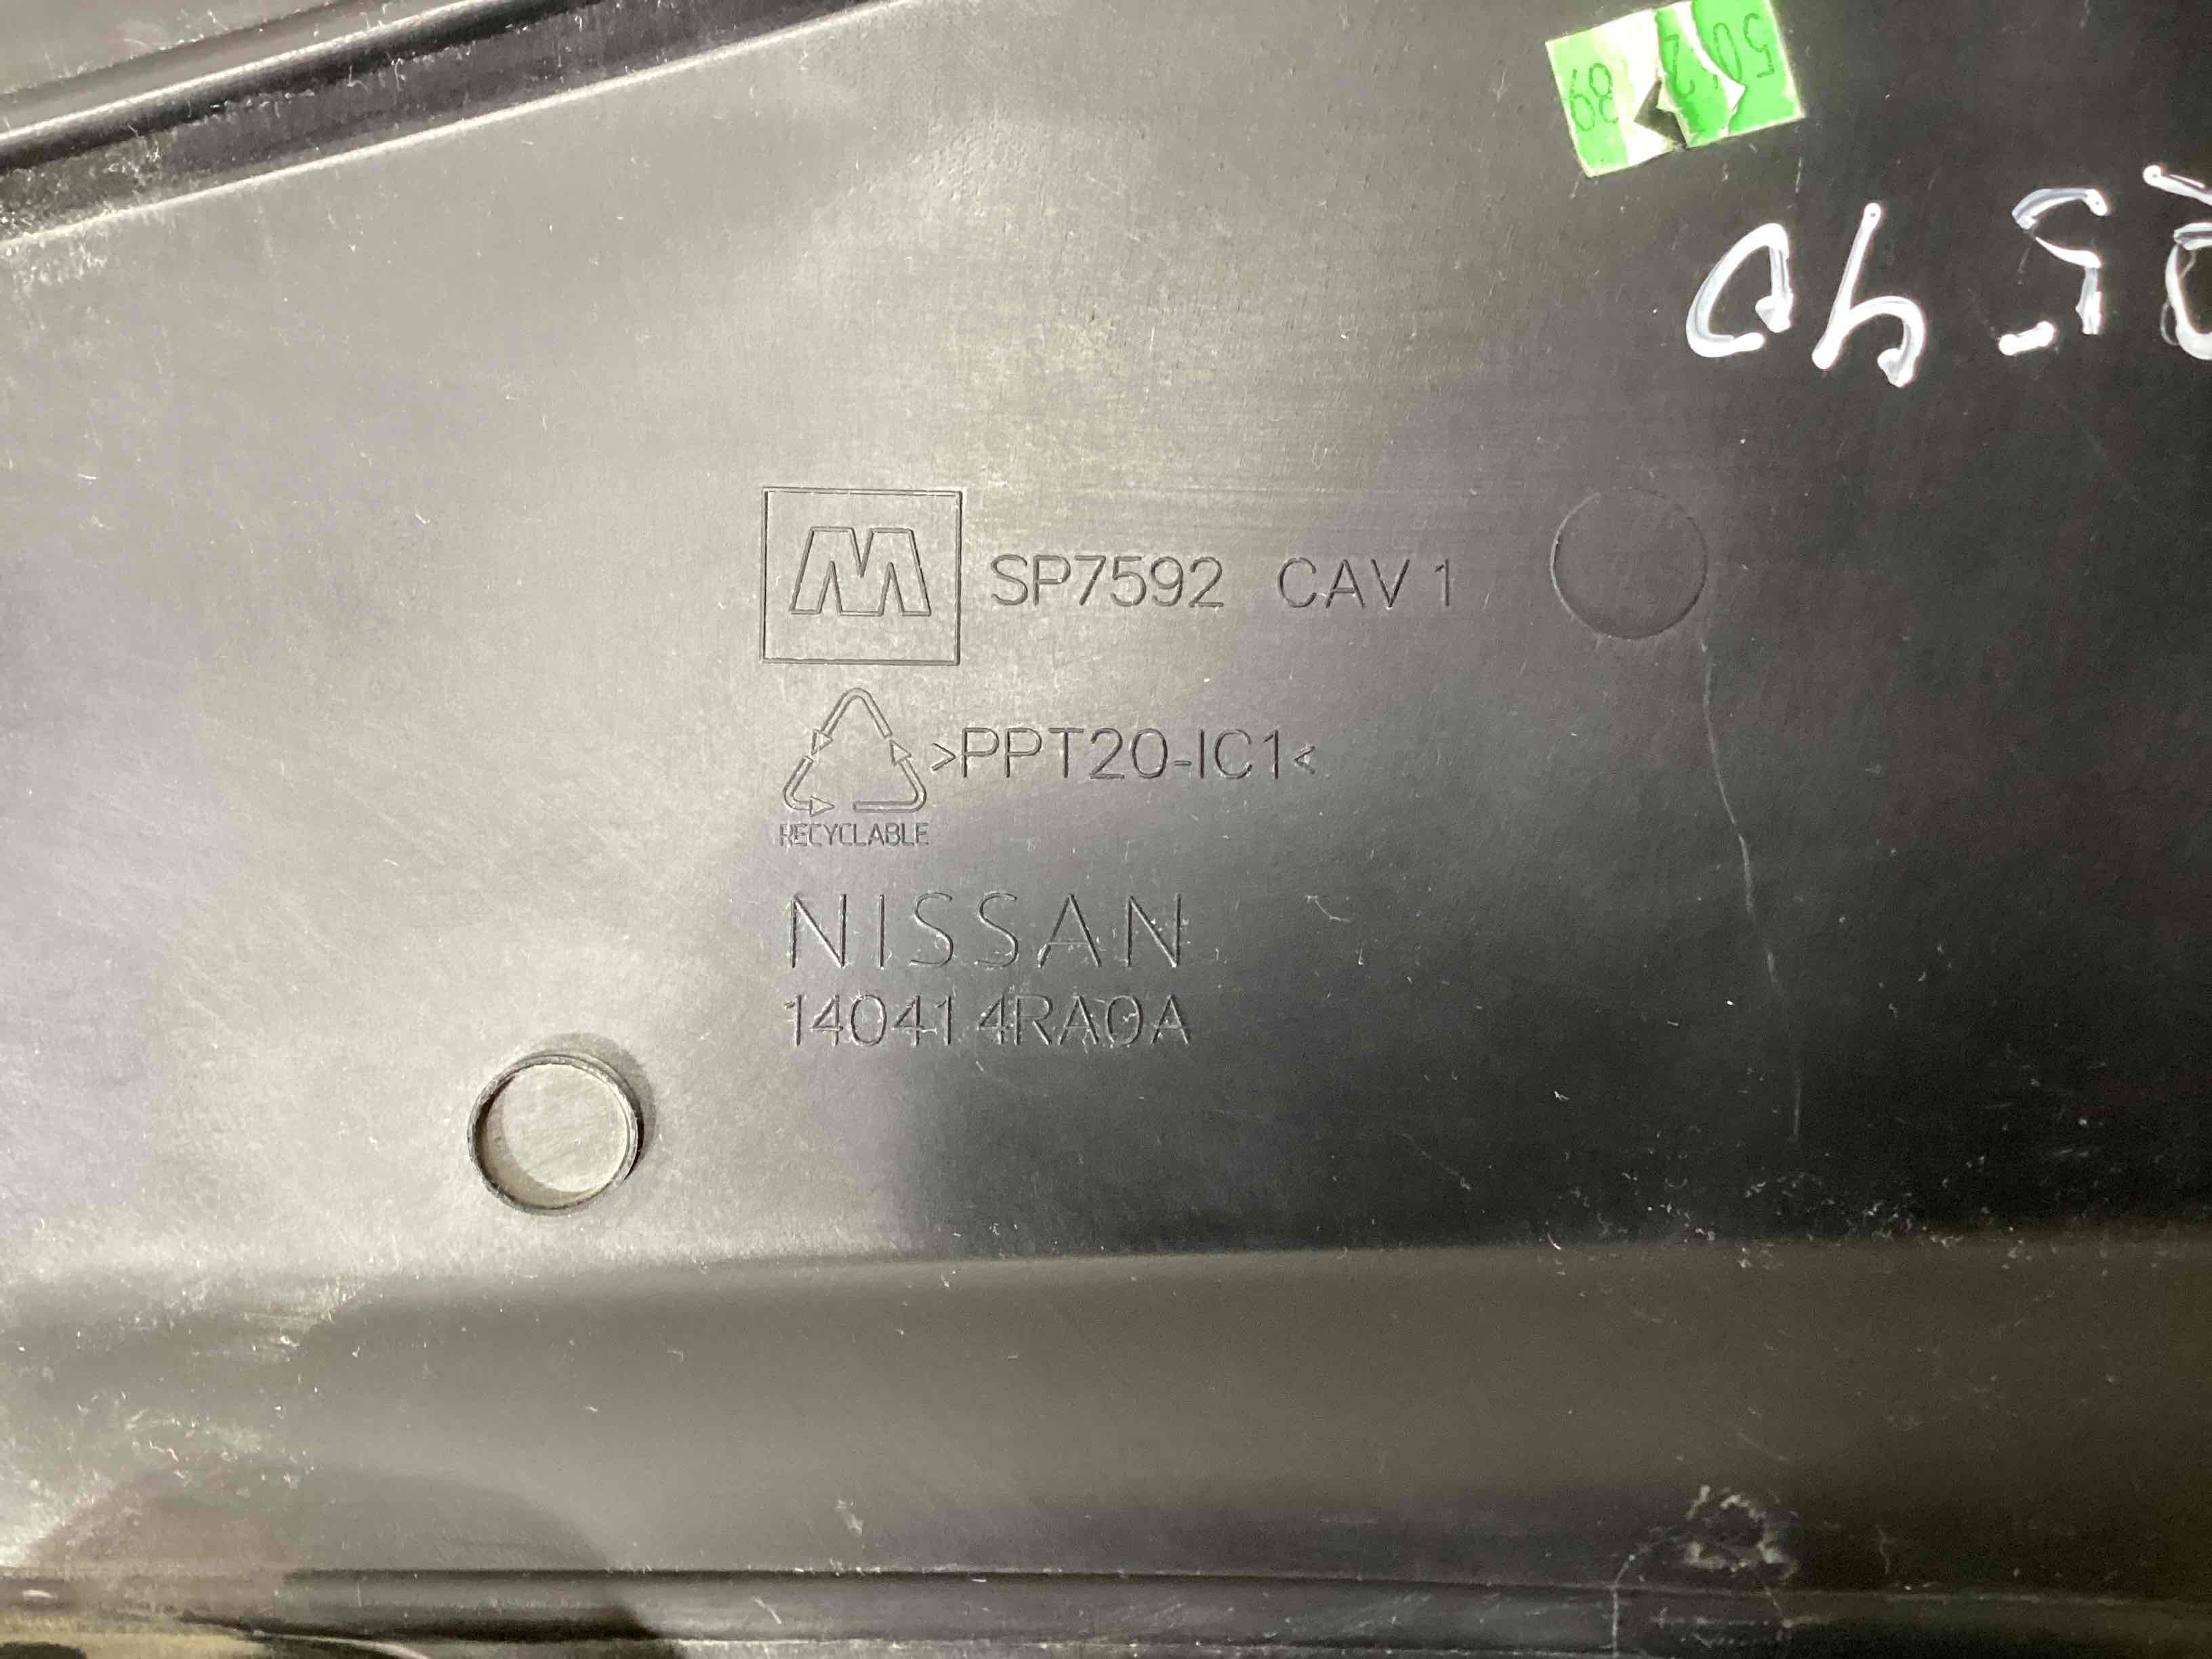 SP7592 CAV 1
>PPT20-IC1<
RECYCLABLE
NISSAN
140414RA0A